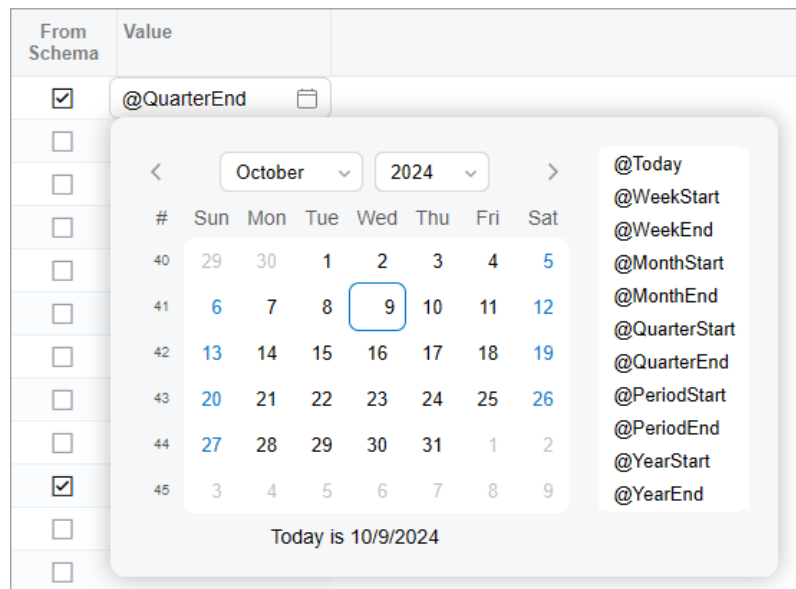 From Schema Value
@QuarterEnd
October 2024
# Sun Mon Tue Wed Thu Fri Sat
40 29 30 1 2 3 4 5
41 6 7 8 9 10 11 12
42 13 14 15 16 17 18 19
43 20 21 22 23 24 25 26
44 27 28 29 30 31 1 2
45 3 4 5 6 7 8 9
Today is 10/9/2024
@Today
@WeekStart
@WeekEnd
@MonthStart
@MonthEnd
@QuarterStart
@QuarterEnd
@PeriodStart
@PeriodEnd
@YearStart
@YearEnd